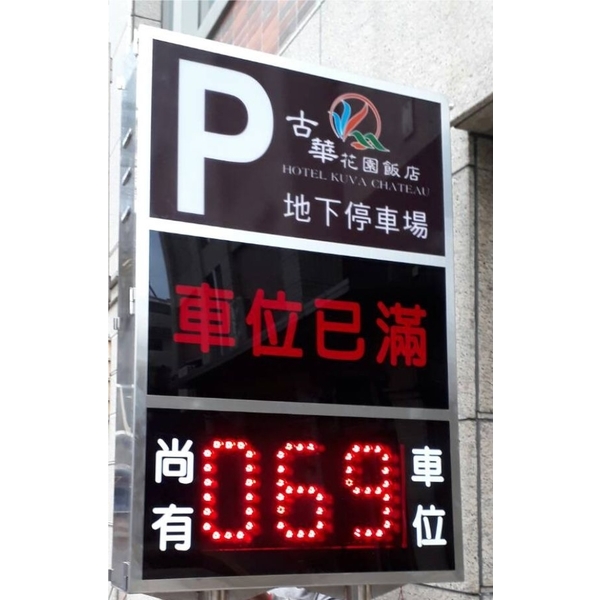 P
古華花園飯店
HOTEL KUVA CHATEAU
地下停車場
車位已滿
尚有 069 車位